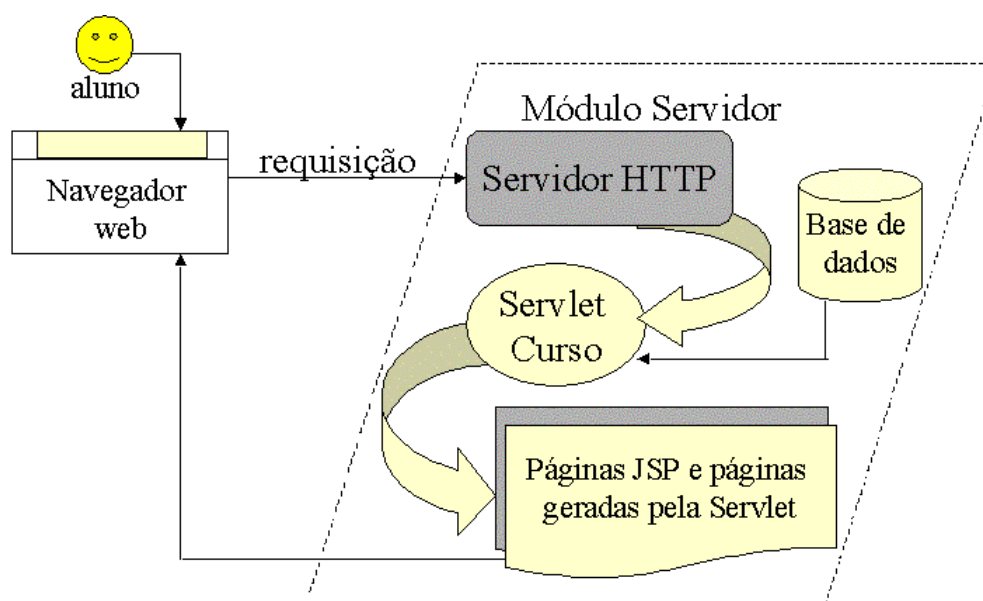 aluno
Navegador
web
requisição
Módulo Servidor
Servidor HTTP
Base de
dados
Servlet
Curso
Páginas JSP e páginas
geradas pela Servlet